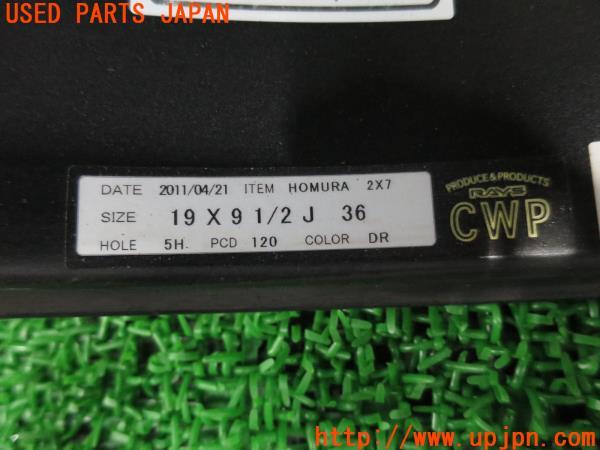 USED PARTS JAPAN
DATE 2011/04/21 ITEM HOMURA 2X7
SIZE 19 X 9 1/2 J 36
HOLE 5H. PCD 120 COLOR DR
PRODUCE & PRODUCTS
RAYS
CWP
http://www.upjpn.com/